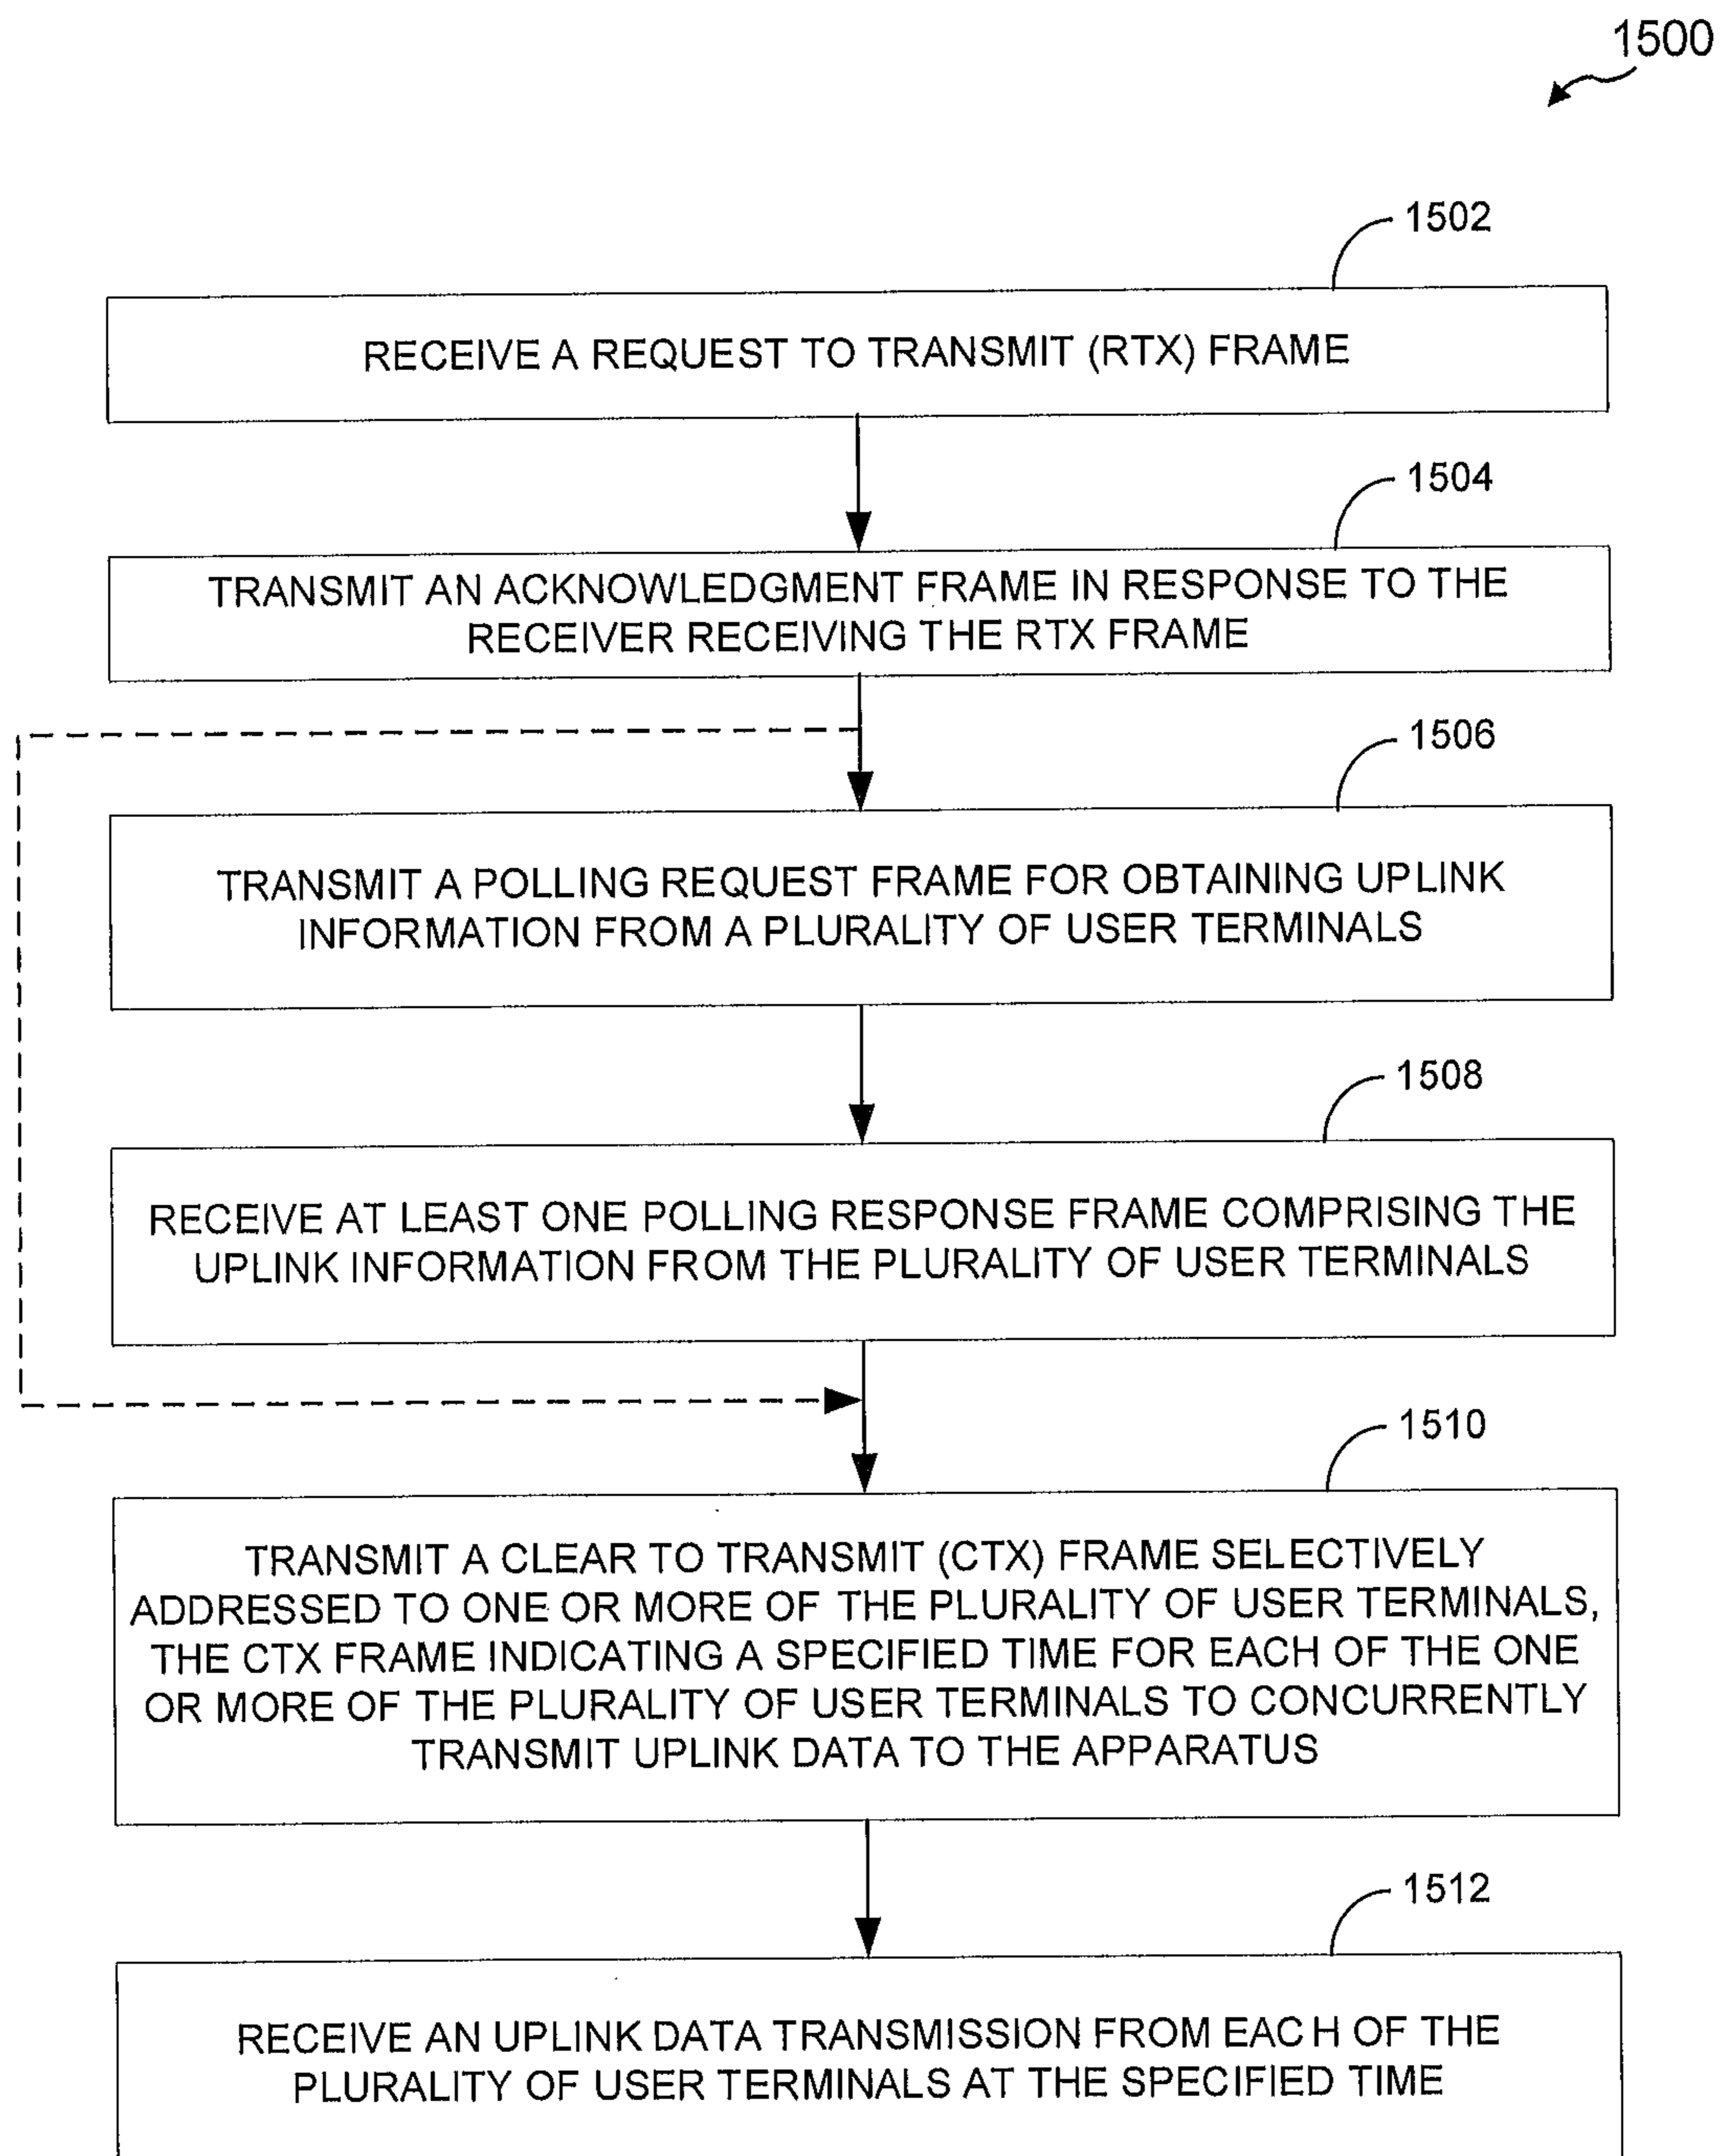 1500
1502
RECEIVE A REQUEST TO TRANSMIT (RTX) FRAME
1504
TRANSMIT AN ACKNOWLEDGMENT FRAME IN RESPONSE TO THE
RECEIVER RECEIVING THE RTX FRAME
1506
TRANSMIT A POLLING REQUEST FRAME FOR OBTAINING UPLINK
INFORMATION FROM A PLURALITY OF USER TERMINALS
1508
RECEIVE AT LEAST ONE POLLING RESPONSE FRAME COMPRISING THE
UPLINK INFORMATION FROM THE PLURALITY OF USER TERMINALS
1510
TRANSMIT A CLEAR TO TRANSMIT (CTX) FRAME SELECTIVELY
ADDRESSED TO ONE OR MORE OF THE PLURALITY OF USER TERMINALS,
THE CTX FRAME INDICATING A SPECIFIED TIME FOR EACH OF THE ONE
OR MORE OF THE PLURALITY OF USER TERMINALS TO CONCURRENTLY
TRANSMIT UPLINK DATA TO THE APPARATUS
1512
RECEIVE AN UPLINK DATA TRANSMISSION FROM EACH OF THE
PLURALITY OF USER TERMINALS AT THE SPECIFIED TIME